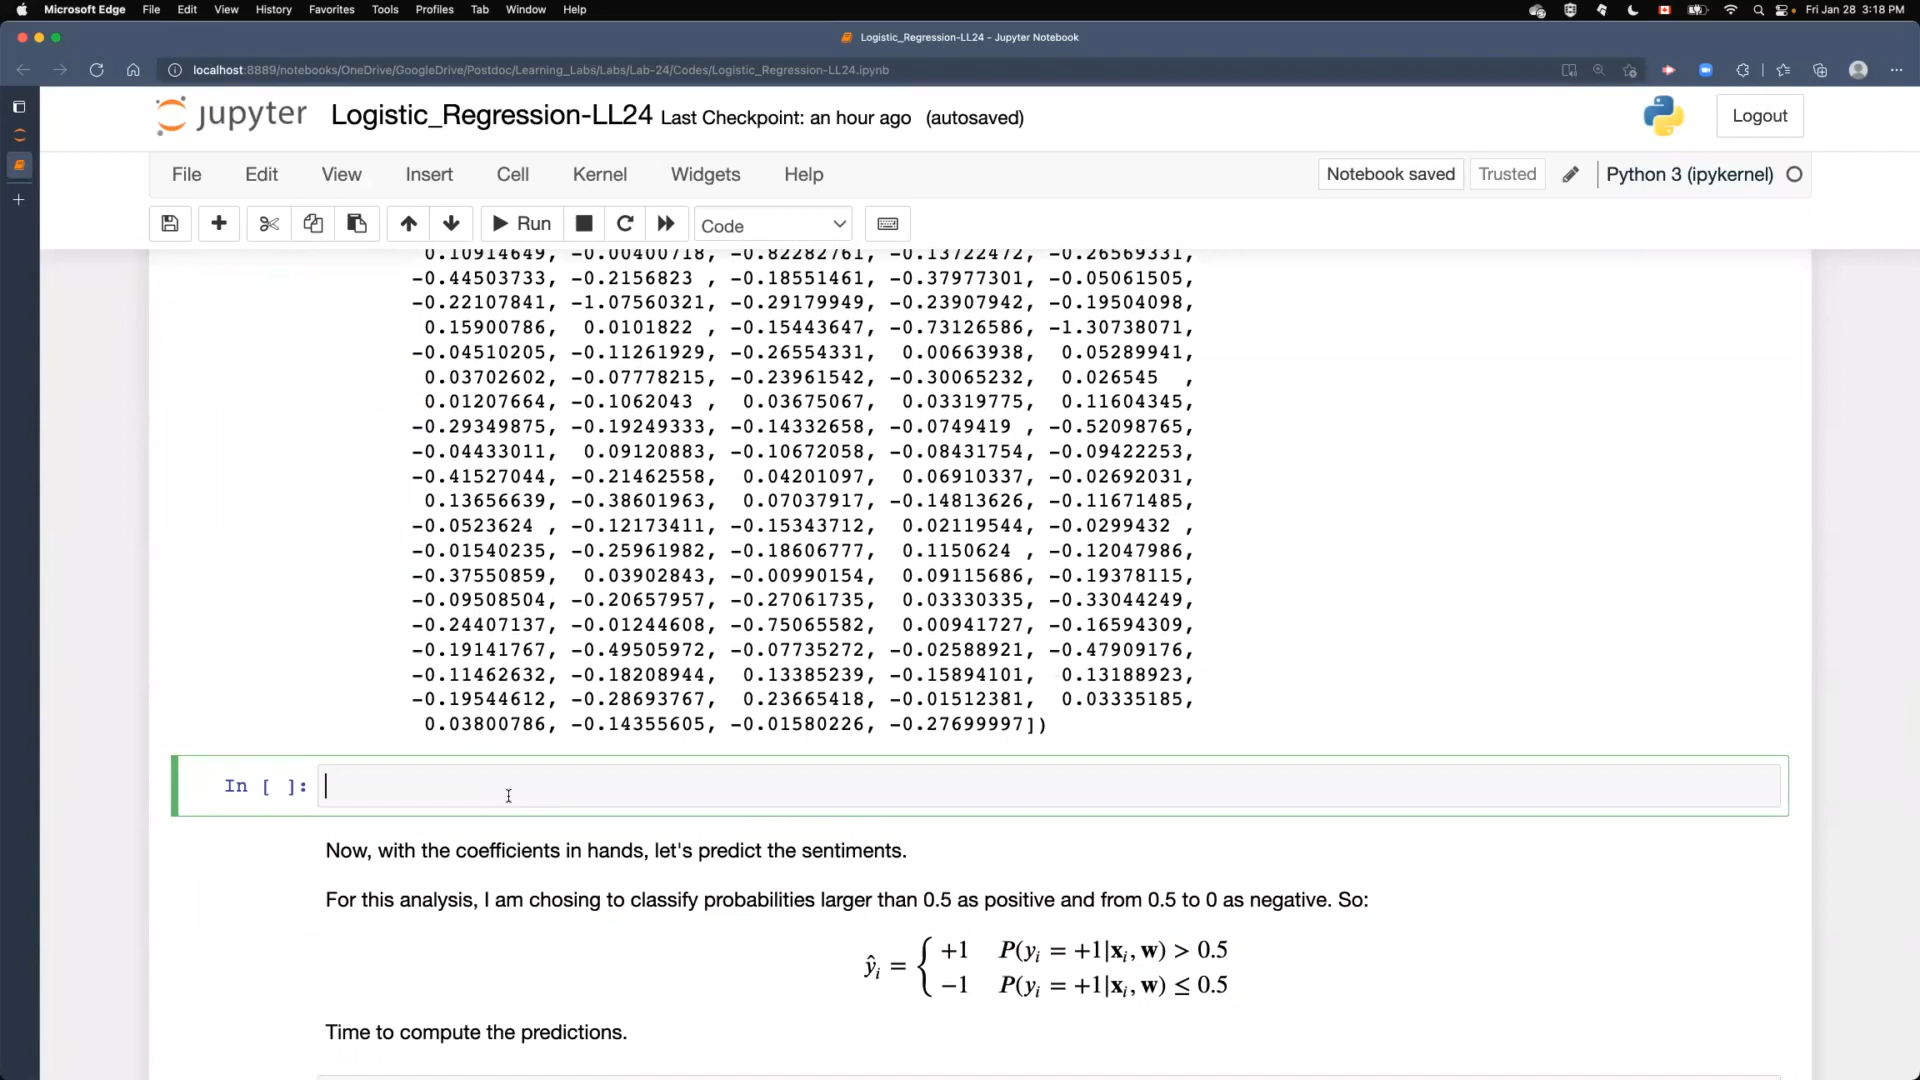 Microsoft Edge File Edit View History Favorites Tools Profiles Tab Window Help Fri Jan 28 3:18 PM
Logistic_Regression-LL24 - Jupyter Notebook
localhost:8889/notebooks/OneDrive/GoogleDrive/Postdoc/Learning_Labs/Labs/Lab-24/Codes/Logistic_Regression-LL24.ipynb
jupyter Logistic_Regression-LL24 Last Checkpoint: an hour ago (autosaved) Logout
File Edit View Insert Cell Kernel Widgets Help Notebook saved Trusted Python 3 (ipykernel)
Run Code
0.10914649, -0.00400718, -0.82282761, -0.13722472, -0.26569331,
-0.44503733, -0.2156823 , -0.18551461, -0.37977301, -0.05061505,
-0.22107841, -1.07560321, -0.29179949, -0.23907942, -0.19504098,
0.15900786, 0.0101822 , -0.15443647, -0.73126586, -1.30738071,
-0.04510205, -0.11261929, -0.26554331, 0.00663938, 0.05289941,
0.03702602, -0.07778215, -0.23961542, -0.30065232, 0.026545 ,
0.01207664, -0.1062043 , 0.03675067, 0.03319775, 0.11604345,
-0.29349875, -0.19249333, -0.14332658, -0.0749419 , -0.52098765,
-0.04433011, 0.09120883, -0.10672058, -0.08431754, -0.09422253,
-0.41527044, -0.21462558, 0.04201097, 0.06910337, -0.02692031,
0.13656639, -0.38601963, 0.07037917, -0.14813626, -0.11671485,
-0.0523624 , -0.12173411, -0.15343712, 0.02119544, -0.0299432 ,
-0.01540235, -0.25961982, -0.18606777, 0.1150624 , -0.12047986,
-0.37550859, 0.03902843, -0.00990154, 0.09115686, -0.19378115,
-0.09508504, -0.20657957, -0.27061735, 0.03330335, -0.33044249,
-0.24407137, -0.01244608, -0.75065582, 0.00941727, -0.16594309,
-0.19141767, -0.49505972, -0.07735272, -0.02588921, -0.47909176,
-0.11462632, -0.18208944, 0.13385239, -0.15894101, 0.13188923,
-0.19544612, -0.28693767, 0.23665418, -0.01512381, 0.03335185,
0.03800786, -0.14355605, -0.01580226, -0.27699997])
In [ ]:
Now, with the coefficients in hands, let's predict the sentiments.
For this analysis, I am chosing to classify probabilities larger than 0.5 as positive and from 0.5 to 0 as negative. So:
ŷᵢ = { +1 P(yᵢ = +1|xᵢ, w) > 0.5
−1 P(yᵢ = +1|xᵢ, w) ≤ 0.5
Time to compute the predictions.